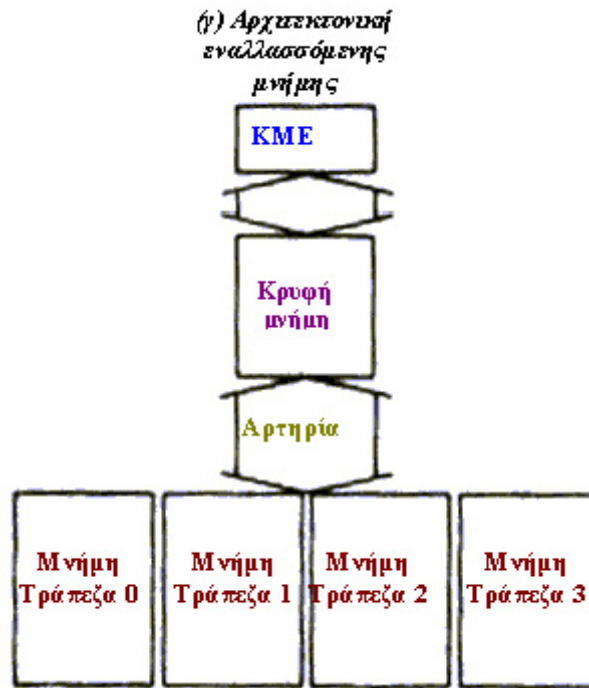 (γ) Αρχιτεκτονική
εναλλασσόμενης
μνήμης
ΚΜΕ
Κρυφή
μνήμη
Αρτηρία
Μνήμη
Τράπεζα 0
Μνήμη
Τράπεζα 1
Μνήμη
Τράπεζα 2
Μνήμη
Τράπεζα 3